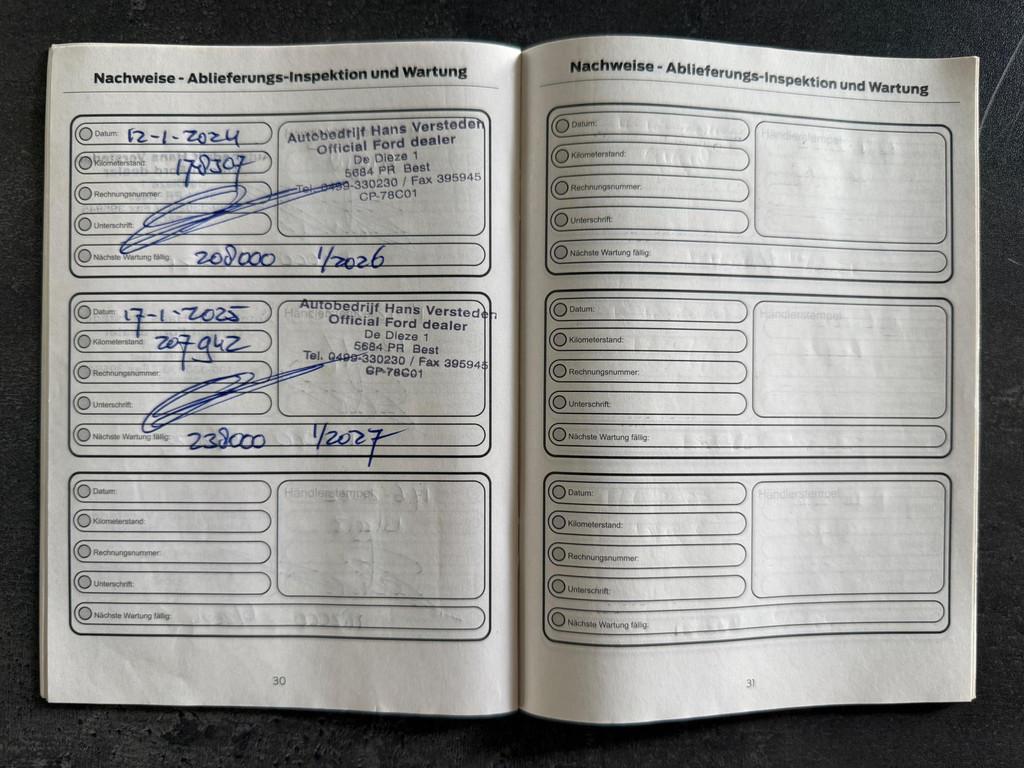 Nachweise - Ablieferungs-Inspektion und Wartung
Datum: 12-1-2024
Kilometerstand: 178307
Rechnungsnummer:
Unterschrift:
Nächste Wartung fällig: 208000 1/2026
Autobedrijf Hans Versteden
Official Ford dealer
De Dieze 1
5684 PR Best
Tel. 0499-330230 / Fax 395945
CP-78C01
Datum: 17-1-2025
Kilometerstand: 207942
Rechnungsnummer:
Unterschrift:
Nächste Wartung fällig: 238000 1/2027
Händlerstempel
Autobedrijf Hans Versteden
Official Ford dealer
De Dieze 1
5684 PR Best
Tel. 0499-330230 / Fax 395945
CP-78C01
Datum:
Kilometerstand:
Rechnungsnummer:
Unterschrift:
Nächste Wartung fällig:
Händlerstempel
30
Nachweise - Ablieferungs-Inspektion und Wartung
Datum:
Kilometerstand:
Rechnungsnummer:
Unterschrift:
Nächste Wartung fällig:
Händlerstempel
Datum:
Kilometerstand:
Rechnungsnummer:
Unterschrift:
Nächste Wartung fällig:
Händlerstempel
Datum:
Kilometerstand:
Rechnungsnummer:
Unterschrift:
Nächste Wartung fällig:
Händlerstempel
31